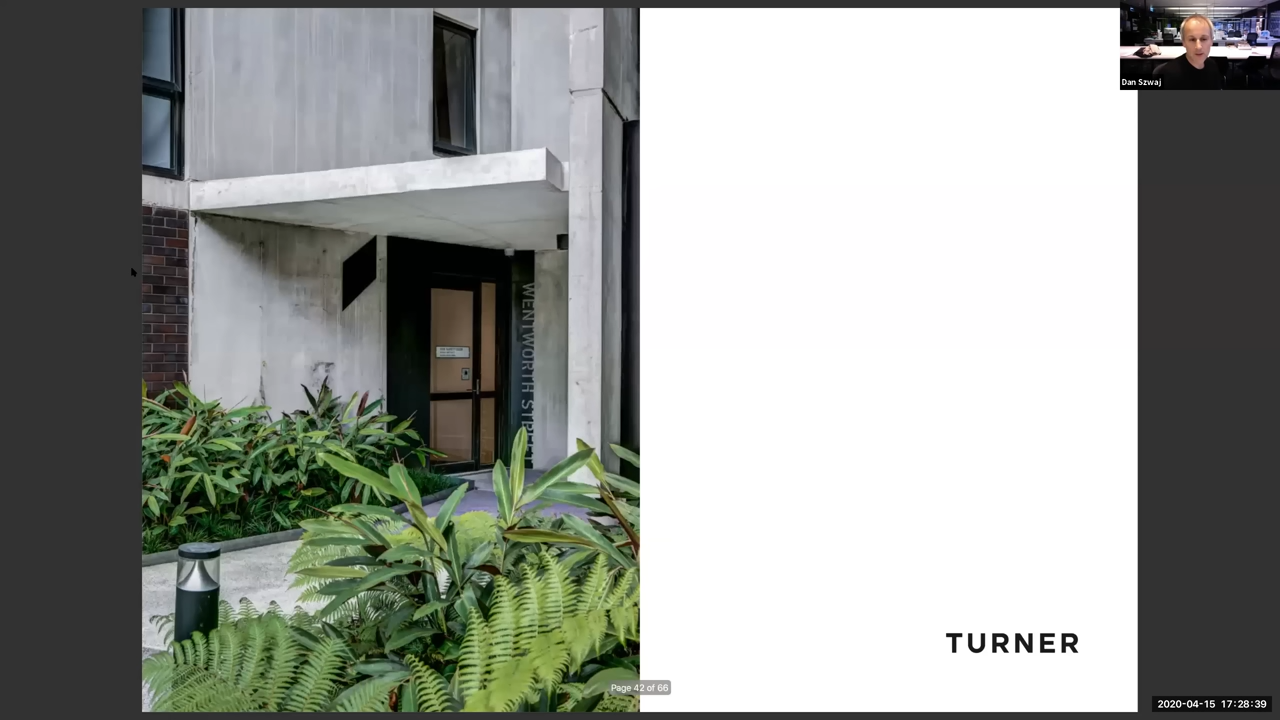 Dan Szwaj
WENTWORTH STREET
TURNER
Page 42 of 66
2020-04-15 17:28:39